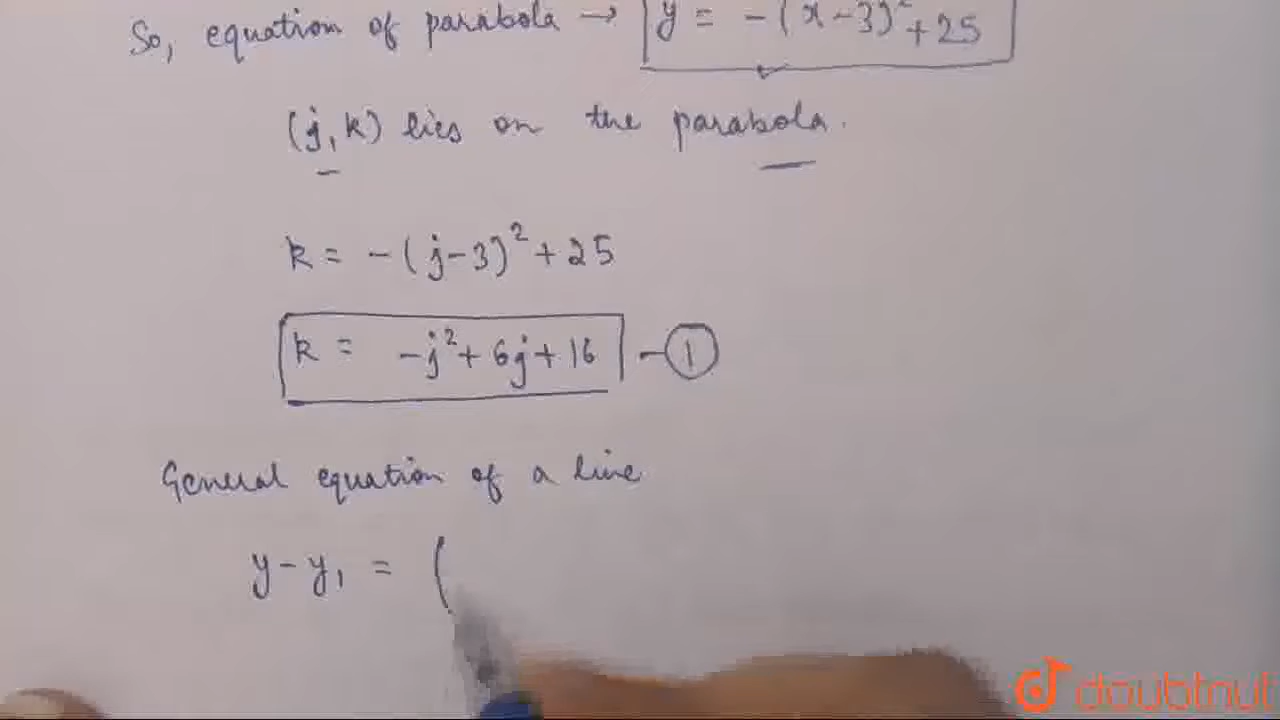 So, equation of parabola → y = -(x-3)² + 25
(j, k) lies on the parabola.
k = -(j-3)² + 25
k = -j² + 6j + 16 - ①
General equation of a line
y - y₁ = (
doubtnut